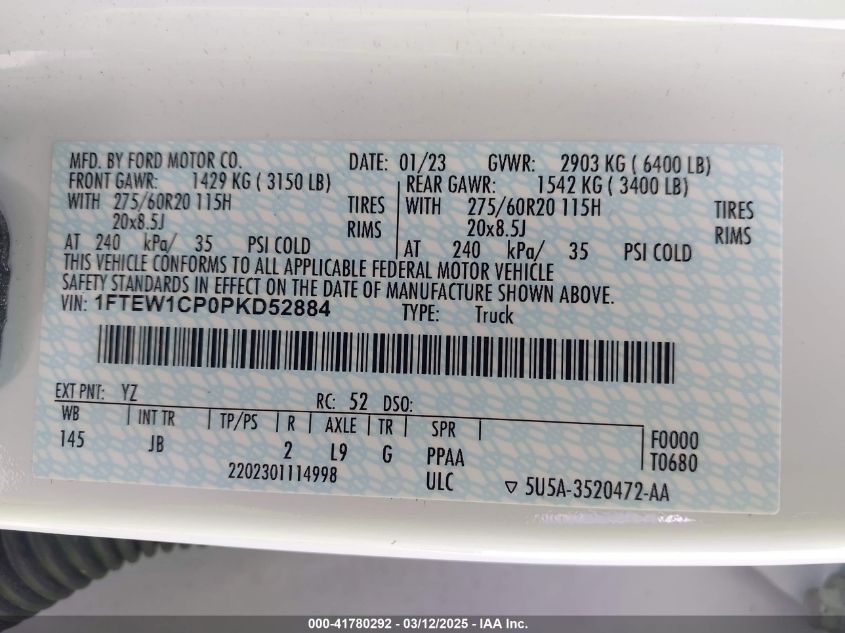 MFD. BY FORD MOTOR CO. DATE: 01/23 GVWR: 2903 KG ( 6400 LB)
FRONT GAWR: 1429 KG ( 3150 LB) REAR GAWR: 1542 KG ( 3400 LB)
WITH 275/60R20 115H TIRES WITH 275/60R20 115H TIRES
20x8.5J RIMS 20x8.5J RIMS
AT 240 kPa/ 35 PSI COLD AT 240 kPa/ 35 PSI COLD
THIS VEHICLE CONFORMS TO ALL APPLICABLE FEDERAL MOTOR VEHICLE
SAFETY STANDARDS IN EFFECT ON THE DATE OF MANUFACTURE SHOWN ABOVE.
VIN: 1FTEW1CP0PKD52884 TYPE: Truck
EXT PNT: YZ RC: 52 DSO:
WB INT TR TP/PS R AXLE TR SPR
145 JB 2 L9 G PPAA
F0000
T0680
2202301114998 ULC ▽ 5U5A-3520472-AA
000-41780292 - 03/12/2025 - IAA Inc.